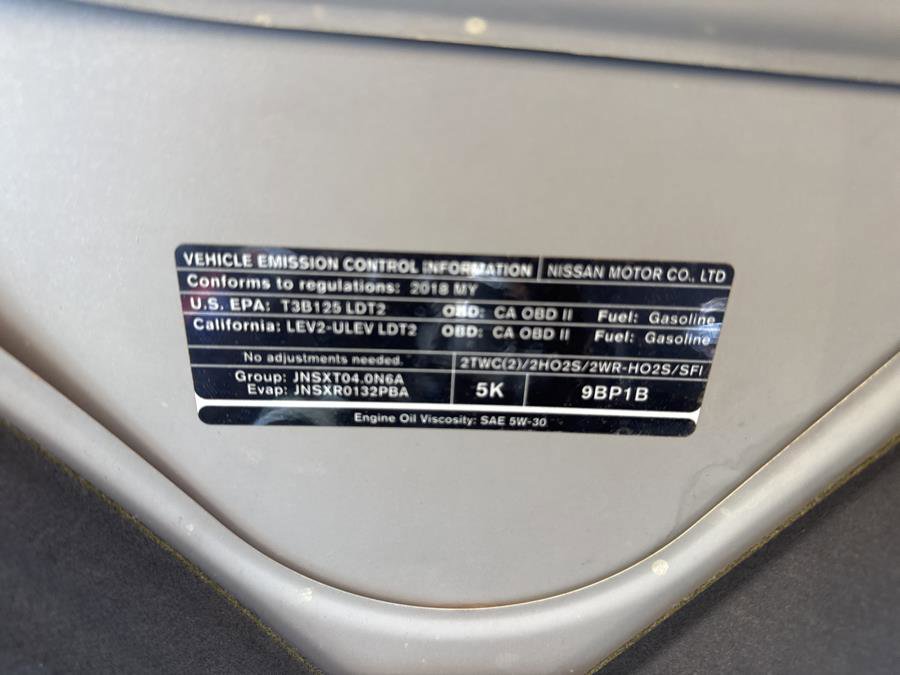 VEHICLE EMISSION CONTROL INFORMATION NISSAN MOTOR CO., LTD
Conforms to regulations: 2018 MY
U.S. EPA: T3B125 LDT2 OBD: CA OBD II Fuel: Gasoline
California: LEV2-ULEV LDT2 OBD: CA OBD II Fuel: Gasoline
No adjustments needed. 2TWC(2)/2HO2S/2WR-HO2S/SFI
Group: JNSXT04.0N6A
Evap: JNSXR0132PBA 5K 9BP1B
Engine Oil Viscosity: SAE 5W-30